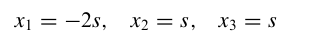 x₁ = −2s, x₂ = s, x₃ = s